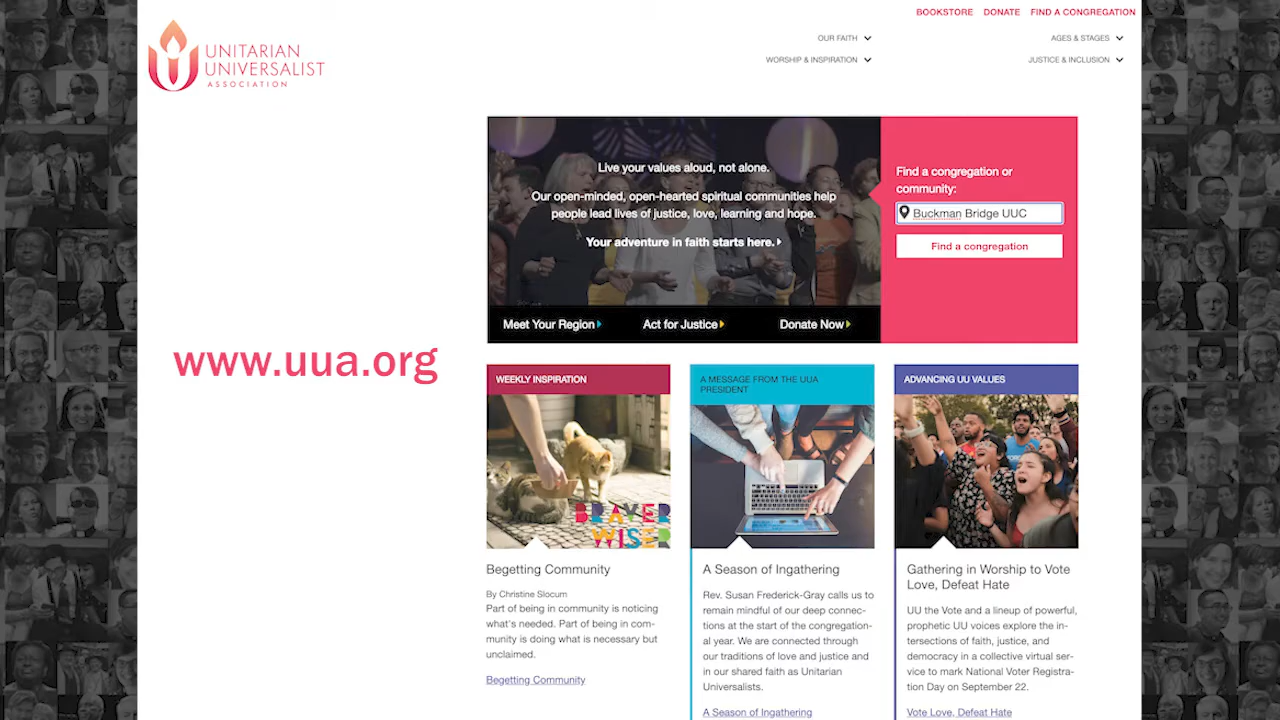 BOOKSTORE DONATE FIND A CONGREGATION
UNITARIAN
UNIVERSALIST
ASSOCIATION
OUR FAITH
AGES & STAGES
WORSHIP & INSPIRATION
JUSTICE & INCLUSION
Live your values aloud, not alone.
Our open-minded, open-hearted spiritual communities help
people lead lives of justice, love, learning and hope.
Your adventure in faith starts here.
Find a congregation or
community:
Buckman Bridge UUC
Find a congregation
Meet Your Region
Act for Justice
Donate Now
www.uua.org
WEEKLY INSPIRATION
BRAVER
WISER
Begetting Community
By Christine Slocum
Part of being in community is noticing
what's needed. Part of being in com-
munity is doing what is necessary but
unclaimed.
Begetting Community
A MESSAGE FROM THE UUA
PRESIDENT
A Season of Ingathering
Rev. Susan Frederick-Gray calls us to
remain mindful of our deep connec-
tions at the start of the congregation-
al year. We are connected through
our traditions of love and justice and
in our shared faith as Unitarian
Universalists.
A Season of Ingathering
ADVANCING UU VALUES
Gathering in Worship to Vote
Love, Defeat Hate
UU the Vote and a lineup of powerful,
prophetic UU voices explore the in-
tersections of faith, justice, and
democracy in a collective virtual ser-
vice to mark National Voter Registra-
tion Day on September 22.
Vote Love, Defeat Hate